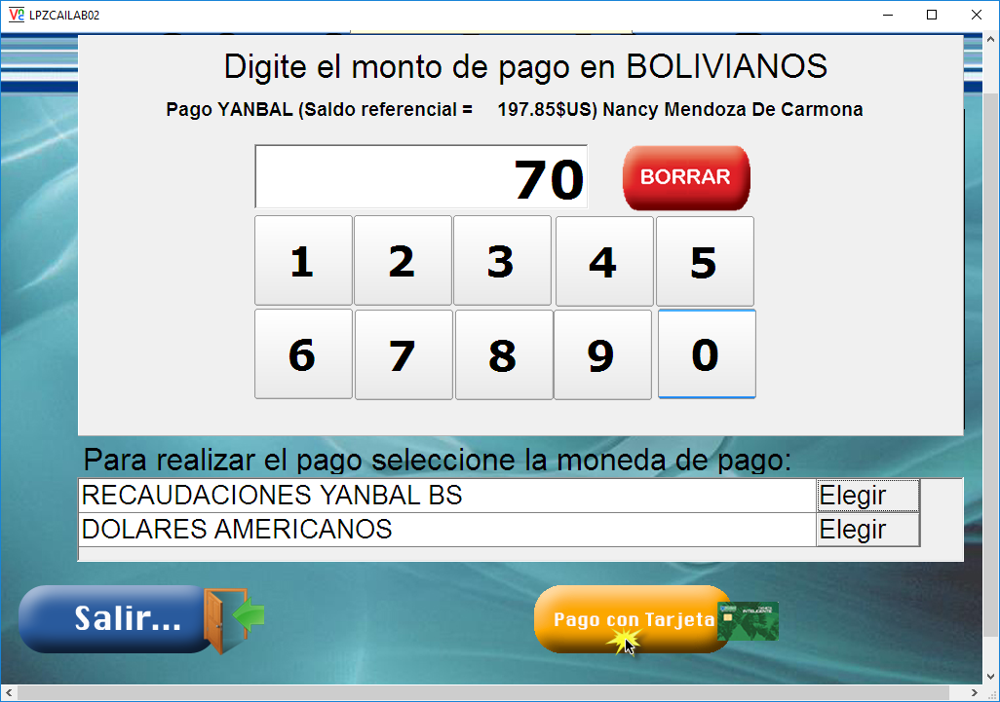 LPZCAILAB02
Digite el monto de pago en BOLIVIANOS
Pago YANBAL (Saldo referencial = 197.85$US) Nancy Mendoza De Carmona
70
BORRAR
1 2 3 4 5
6 7 8 9 0
Para realizar el pago seleccione la moneda de pago:
RECAUDACIONES YANBAL BS Elegir
DOLARES AMERICANOS Elegir
Salir...
Pago con Tarjeta